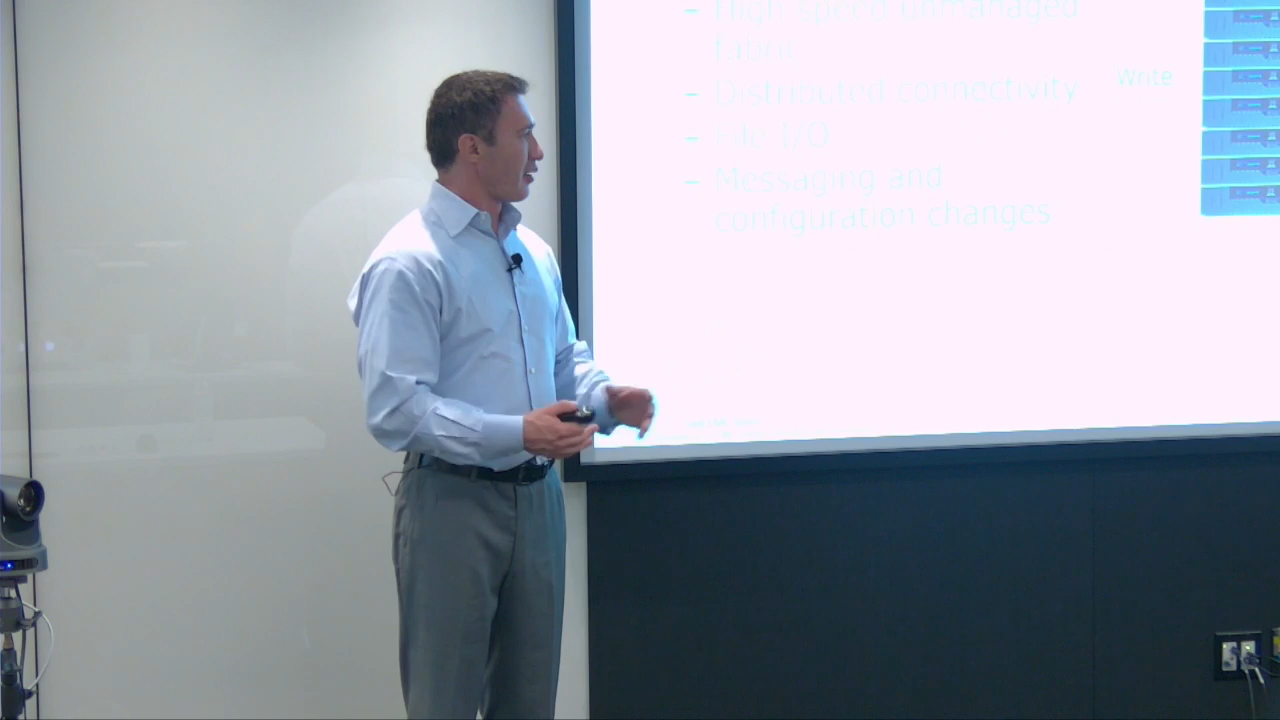 – High speed unmanaged
fabric
– Distributed connectivity
Write
– File I/O
– Messaging and
configuration changes